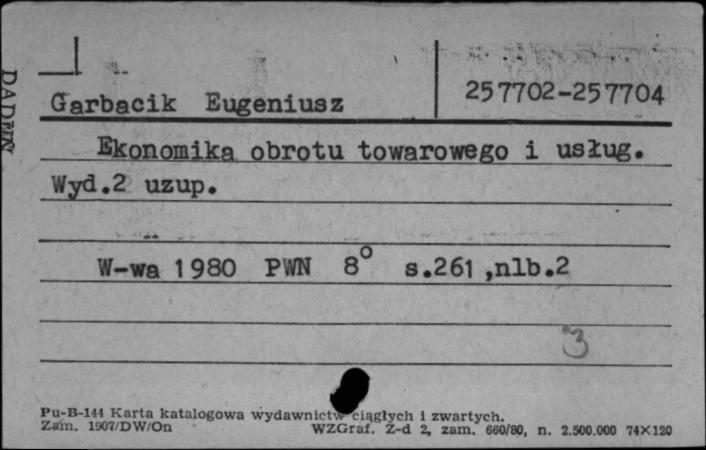 257702-257704
Garbacik Eugeniusz
Ekonomika obrotu towarowego i usług.
Wyd.2 uzup.
W-wa 1980 PWN 8° s.261,nlb.2
3
Pu-B-144 Karta katalogowa wydawnictw ciągłych i zwartych.
Zam. 1907/DW/On WZGraf. Z-d 2, zam. 660/80, n. 2.500.000 74×120